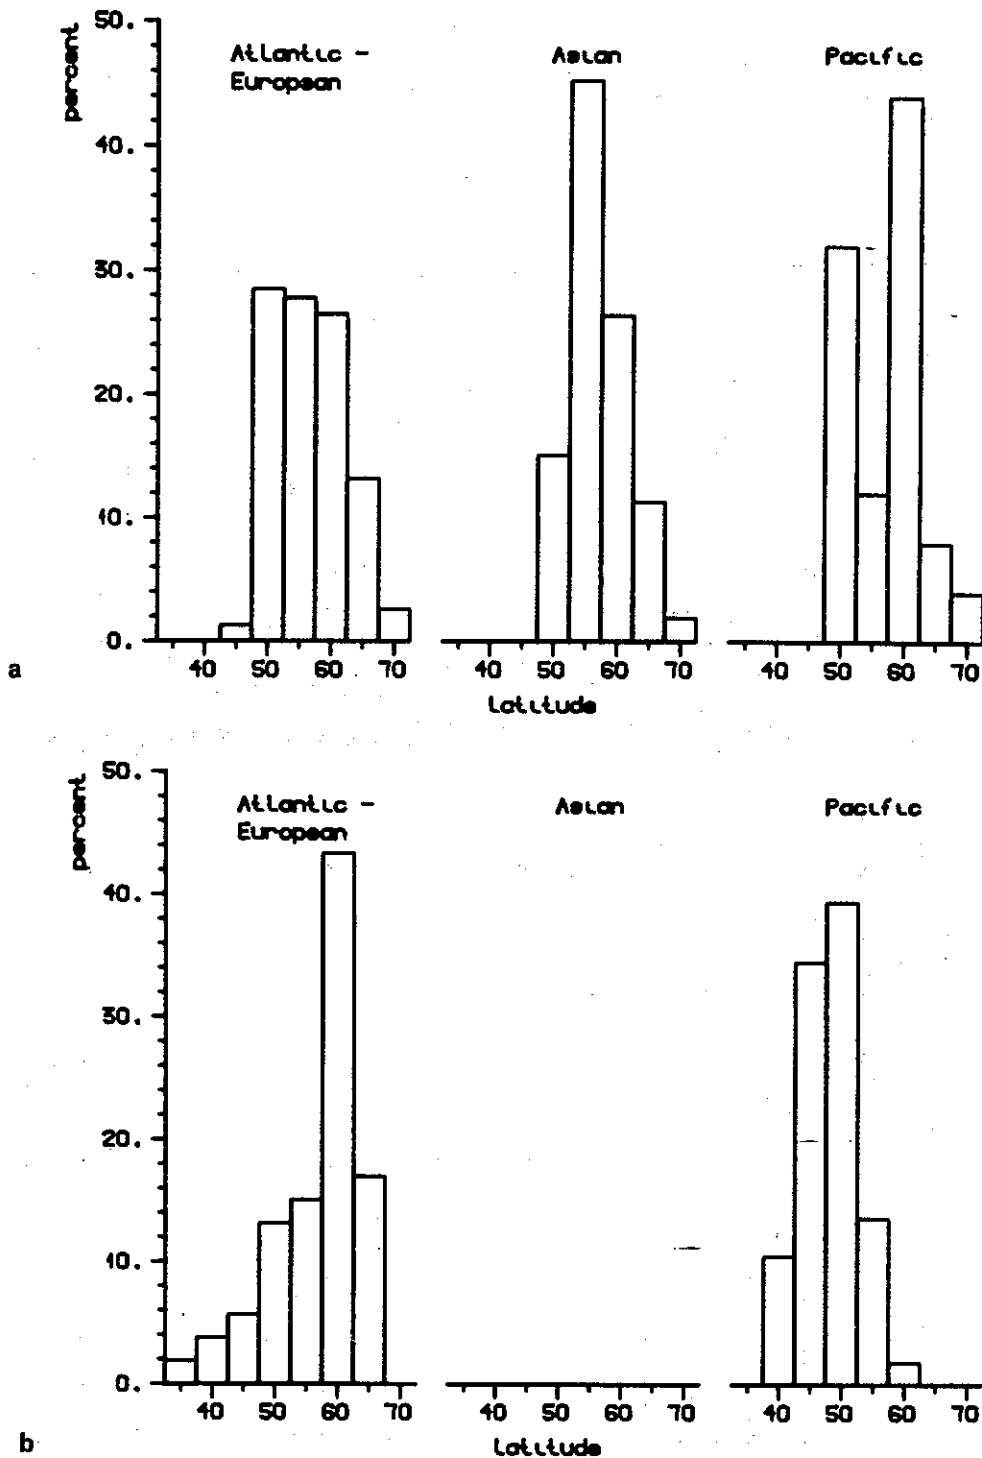 a
percent
50.
40.
30.
20.
10.
0.
Atlantic -
European
Asian
Pacific
40 50 60 70
40 50 60 70
40 50 60 70
latitude
b
percent
50.
40.
30.
20.
10.
0.
Atlantic -
European
Asian
Pacific
40 50 60 70
40 50 60 70
40 50 60 70
latitude